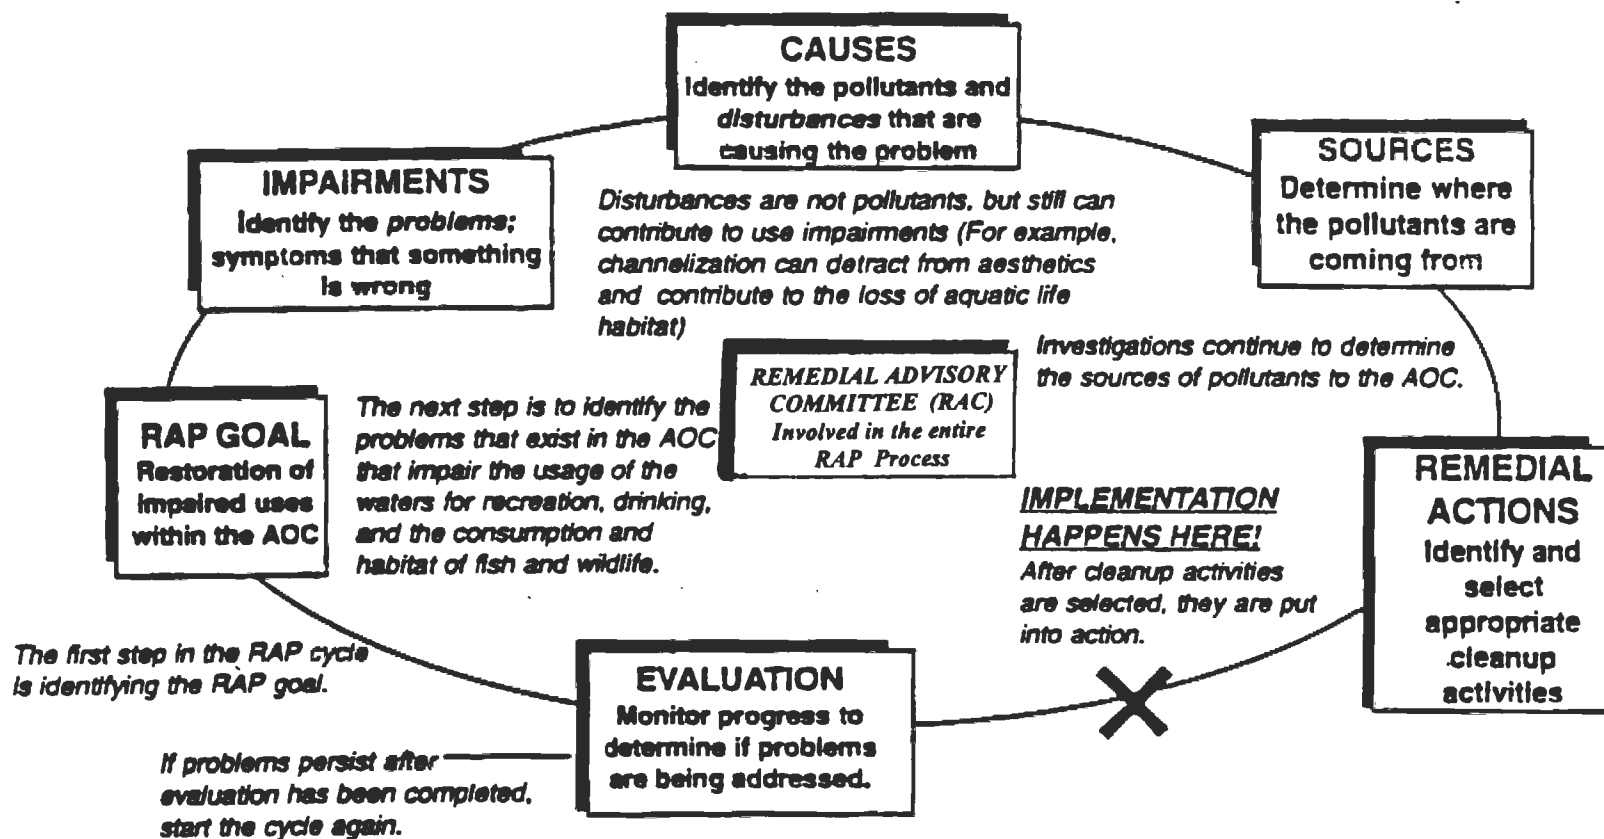 CAUSES
Identify the pollutants and
disturbances that are
causing the problem
SOURCES
Determine where
the pollutants are
coming from
IMPAIRMENTS
Identify the problems;
symptoms that something
is wrong
Disturbances are not pollutants, but still can
contribute to use impairments (For example,
channelization can detract from aesthetics
and contribute to the loss of aquatic life
habitat)
Investigations continue to determine
the sources of pollutants to the AOC.
REMEDIAL ADVISORY
COMMITTEE (RAC)
Involved in the entire
RAP Process
RAP GOAL
Restoration of
impaired uses
within the AOC
The next step is to identify the
problems that exist in the AOC
that impair the usage of the
waters for recreation, drinking,
and the consumption and
habitat of fish and wildlife.
REMEDIAL
ACTIONS
Identify and
select
appropriate
cleanup
activities
IMPLEMENTATION
HAPPENS HERE!
After cleanup activities
are selected, they are put
into action.
The first step in the RAP cycle
is identifying the RAP goal.
EVALUATION
Monitor progress to
determine if problems
are being addressed.
If problems persist after
evaluation has been completed,
start the cycle again.